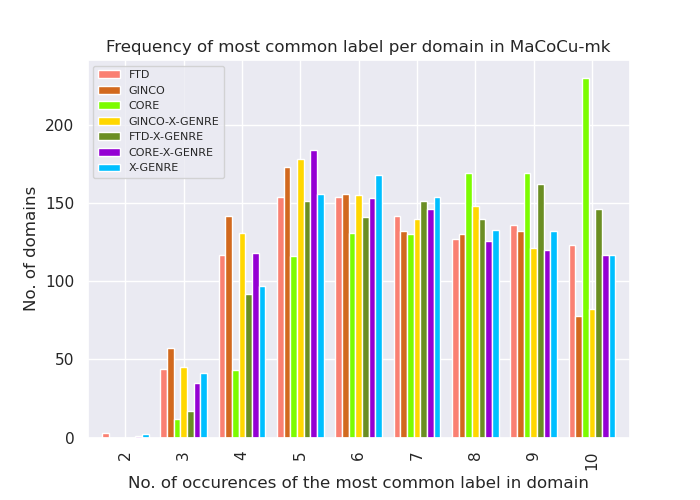 Frequency of most common label per domain in MaCoCu-mk
FTD
GINCO
CORE
GINCO-X-GENRE
FTD-X-GENRE
CORE-X-GENRE
X-GENRE
No. of domains
200
150
100
50
0
2 3 4 5 6 7 8 9 10
No. of occurences of the most common label in domain